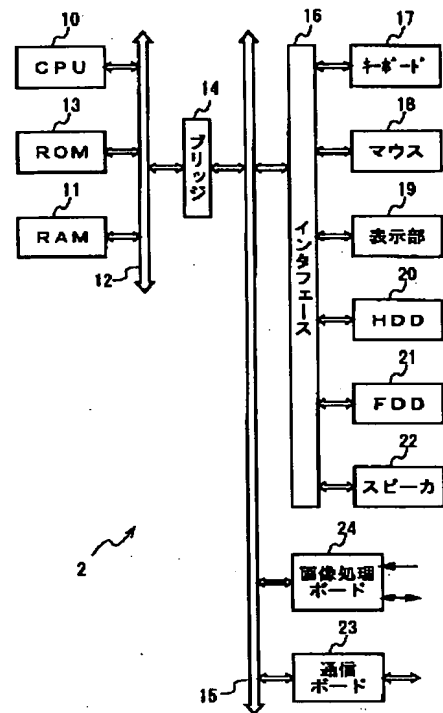 10
CPU
13
ROM
11
RAM
12
14
ブリッジ
16
インタフェース
17
キーボード
18
マウス
19
表示部
20
HDD
21
FDD
22
スピーカ
24
画像処理
ボード
23
通信
ボード
2
15